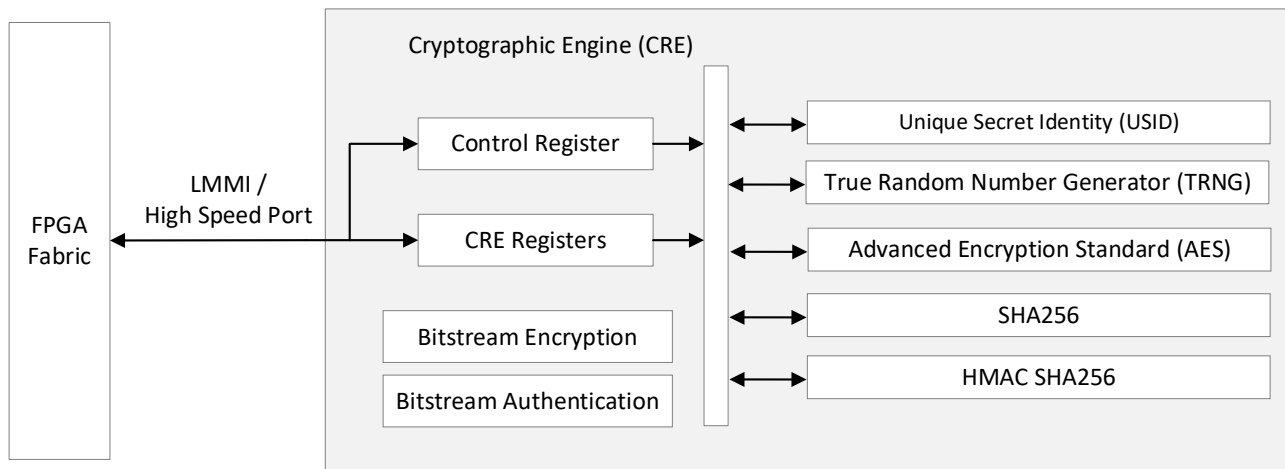 Cryptographic Engine (CRE)
FPGA
Fabric
LMMI /
High Speed Port
Control Register
CRE Registers
Bitstream Encryption
Bitstream Authentication
Unique Secret Identity (USID)
True Random Number Generator (TRNG)
Advanced Encryption Standard (AES)
SHA256
HMAC SHA256